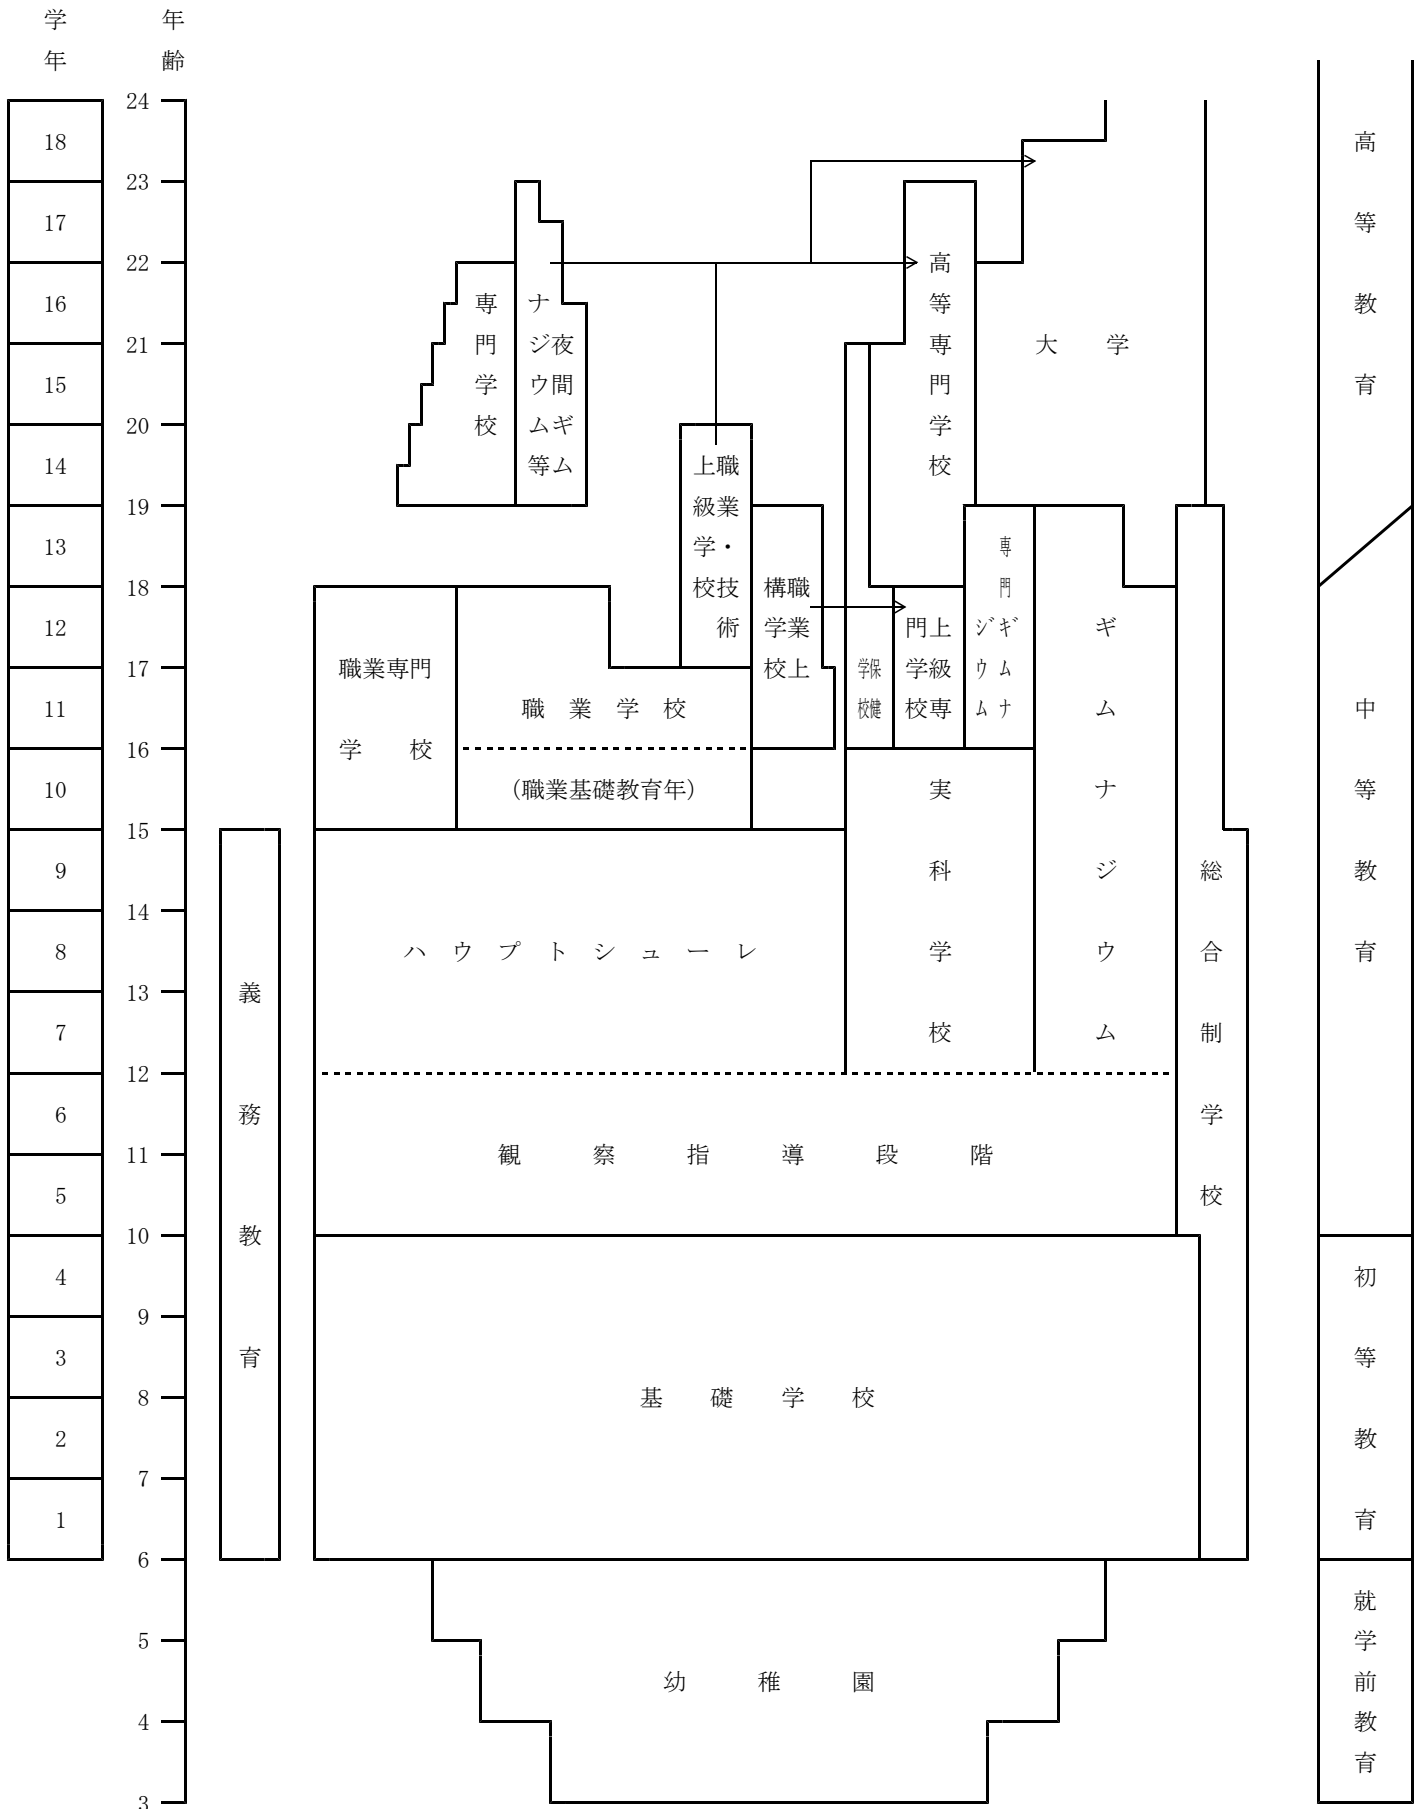 学年
年齢
24
18
23
17
22
16
21
15
20
14
19
13
18
12
17
11
16
10
15
9
14
8
13
7
12
6
11
5
10
4
9
3
8
2
7
1
6
5
4
3
義務教育
専門学校
夜間ギム
ナジウム等
職業・技術
上級学校
職業上
構学校
高等専門学校
大学
職業専門
学校
職業学校
(職業基礎教育年)
保健
学校
上級専
門学校
専門ギムナ
ジウム
ギムナジウム
実科学校
総合制学校
ハウプトシューレ
観察指導段階
基礎学校
幼稚園
高等教育
中等教育
初等教育
就学前教育